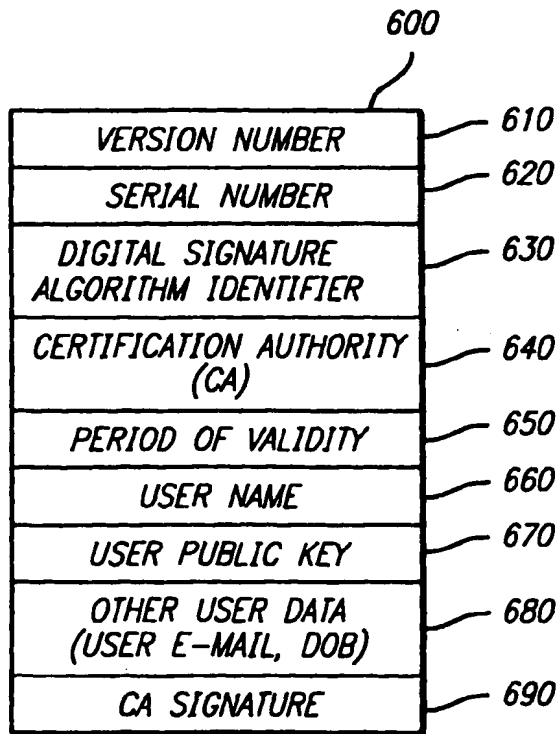 600
VERSION NUMBER 610
SERIAL NUMBER 620
DIGITAL SIGNATURE
ALGORITHM IDENTIFIER 630
CERTIFICATION AUTHORITY
(CA) 640
PERIOD OF VALIDITY 650
USER NAME 660
USER PUBLIC KEY 670
OTHER USER DATA
(USER E-MAIL, DOB) 680
CA SIGNATURE 690